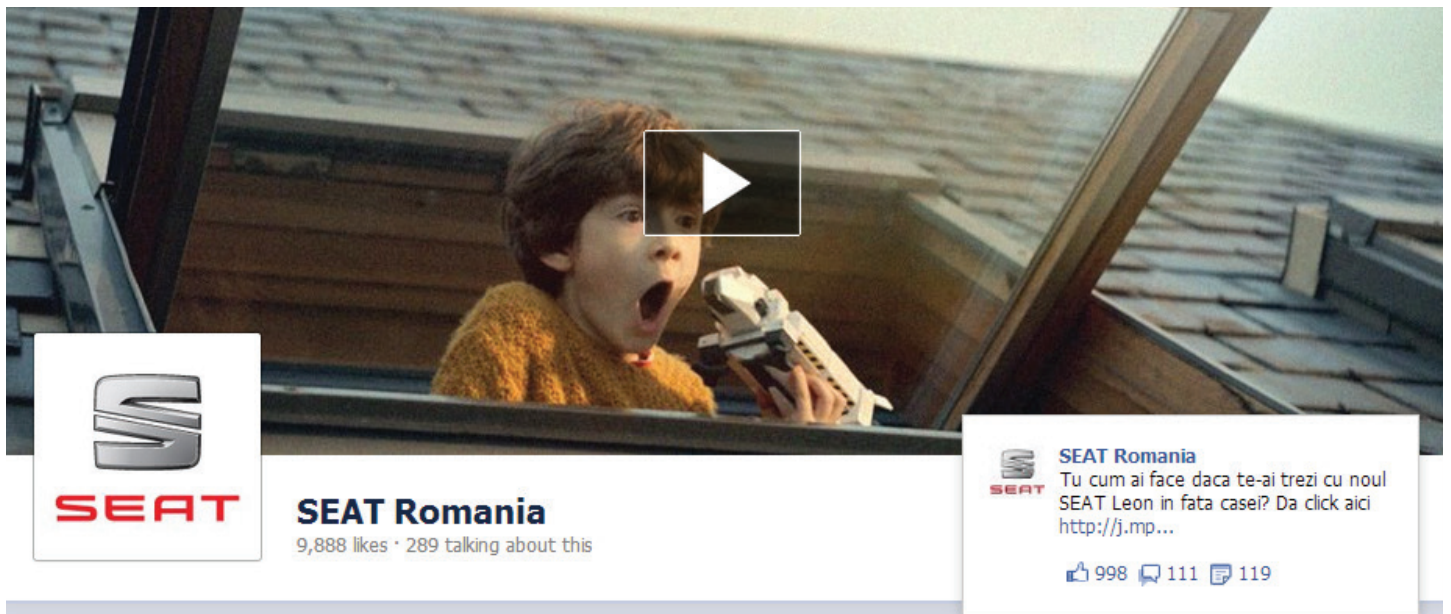 SEAT
SEAT Romania
9,888 likes · 289 talking about this
SEAT
SEAT Romania
Tu cum ai face daca te-ai trezi cu noul
SEAT Leon in fata casei? Da click aici
http://j.mp...
998 111 119